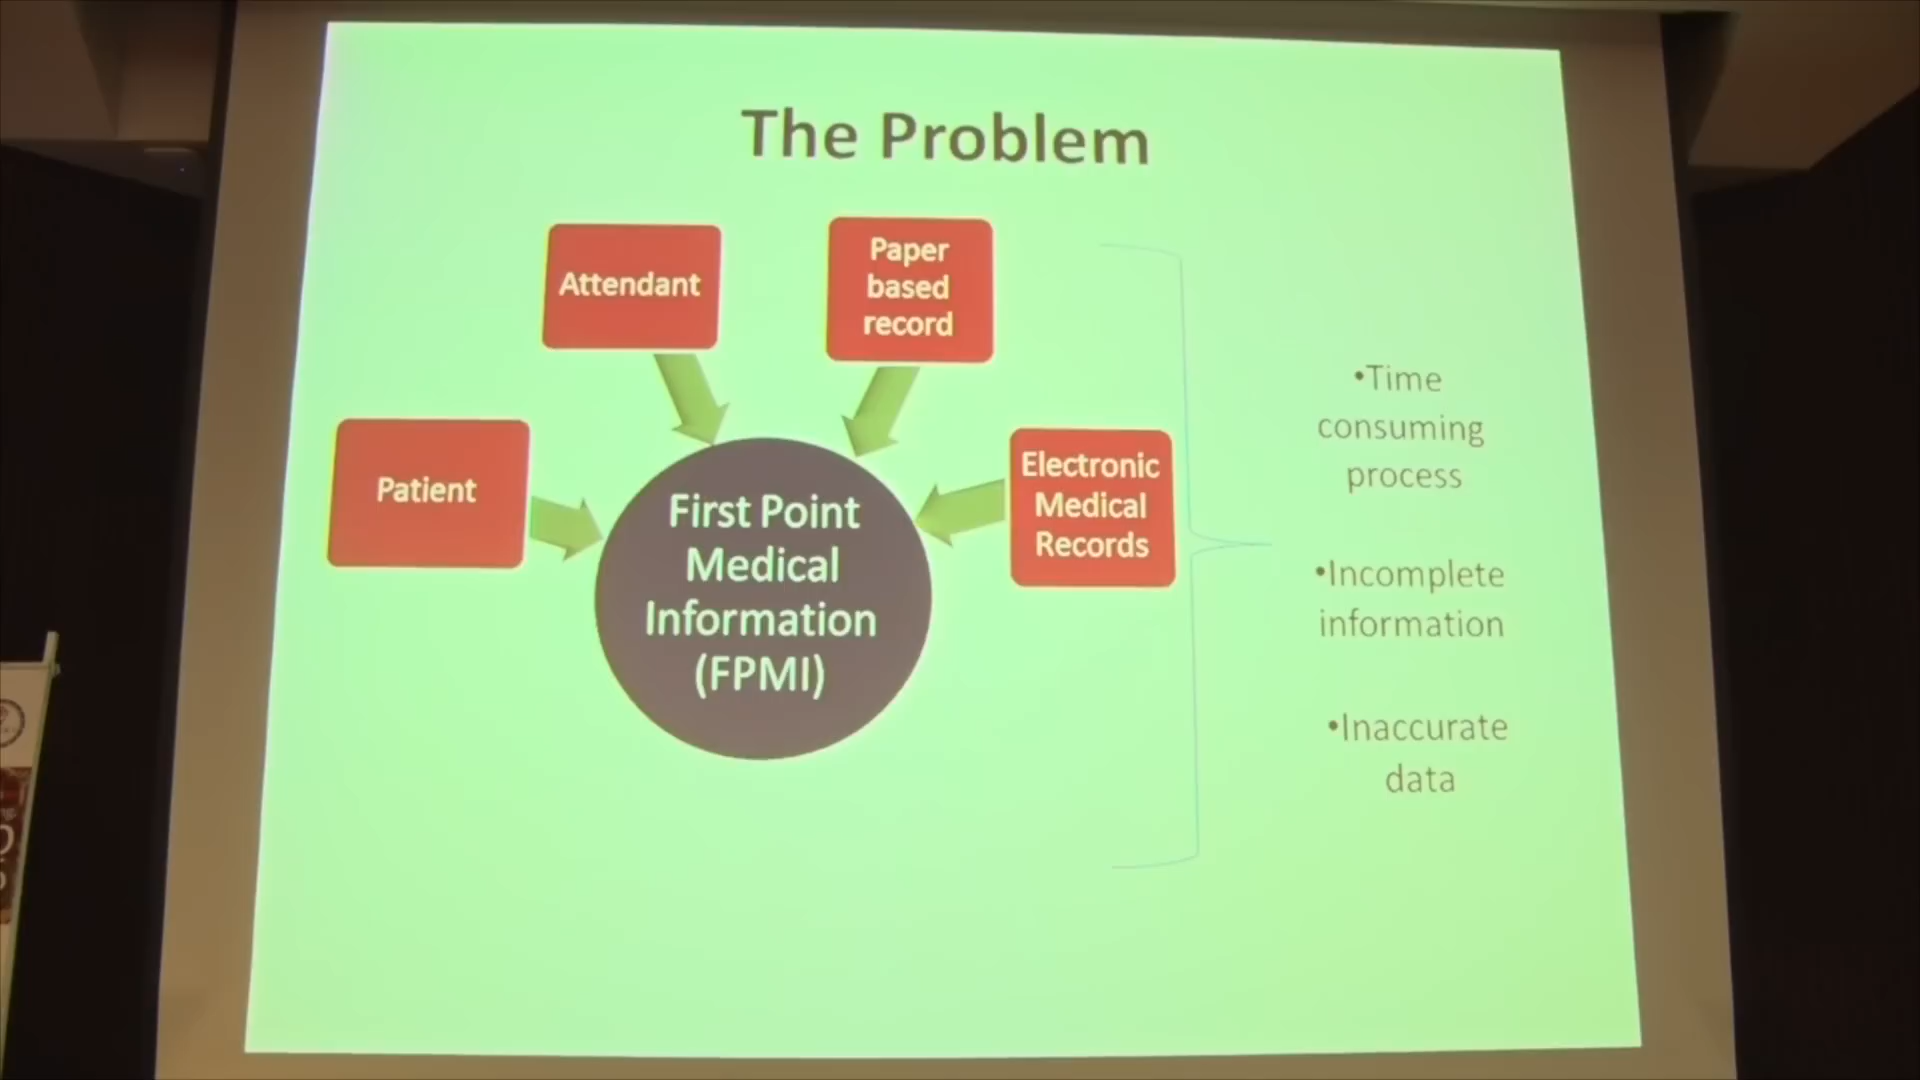 The Problem
Attendant
Paper
based
record
Patient
Electronic
Medical
Records
First Point
Medical
Information
(FPMI)
•Time
consuming
process
•Incomplete
information
•Inaccurate
data